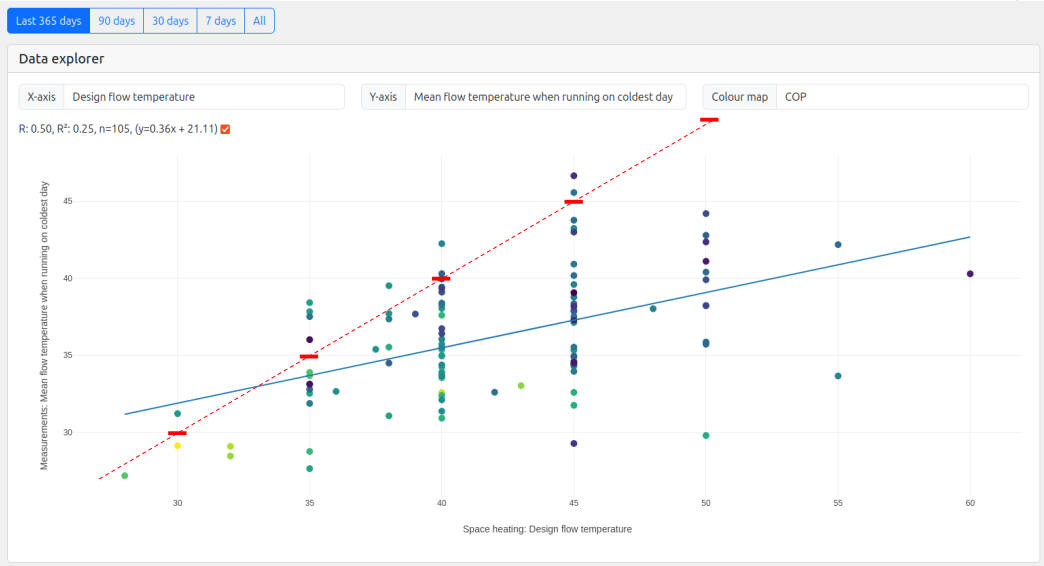 Last 365 days 90 days 30 days 7 days All
Data explorer
X-axis Design flow temperature Y-axis Mean flow temperature when running on coldest day Colour map COP
R: 0.50, R²: 0.25, n=105, (y=0.36x + 21.11)
Measurements: Mean flow temperature when running on coldest day
45
40
35
30
30 35 40 45 50 55 60
Space heating: Design flow temperature